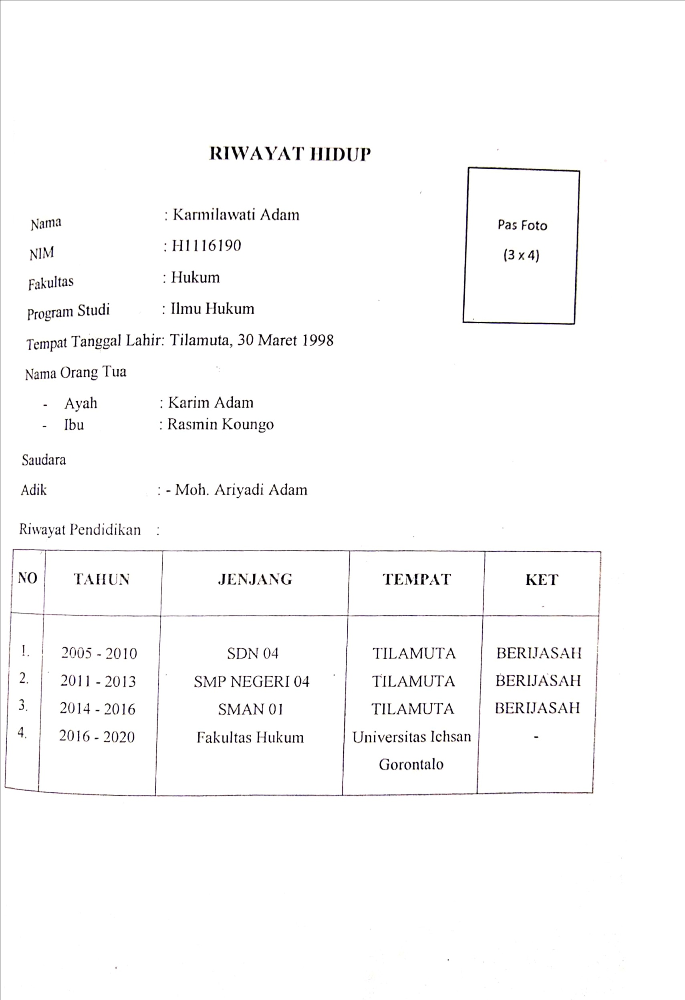 RIWAYAT HIDUP
Pas Foto
(3 x 4)
Nama : Karmilawati Adam
NIM : H1116190
Fakultas : Hukum
Program Studi : Ilmu Hukum
Tempat Tanggal Lahir: Tilamuta, 30 Maret 1998
Nama Orang Tua
- Ayah : Karim Adam
- Ibu : Rasmin Koungo
Saudara
Adik : - Moh. Ariyadi Adam
Riwayat Pendidikan :
NO TAHUN JENJANG TEMPAT KET
1. 2005 - 2010 SDN 04 TILAMUTA BERIJASAH
2. 2011 - 2013 SMP NEGERI 04 TILAMUTA BERIJASAH
3. 2014 - 2016 SMAN 01 TILAMUTA BERIJASAH
4. 2016 - 2020 Fakultas Hukum Universitas Ichsan -
Gorontalo